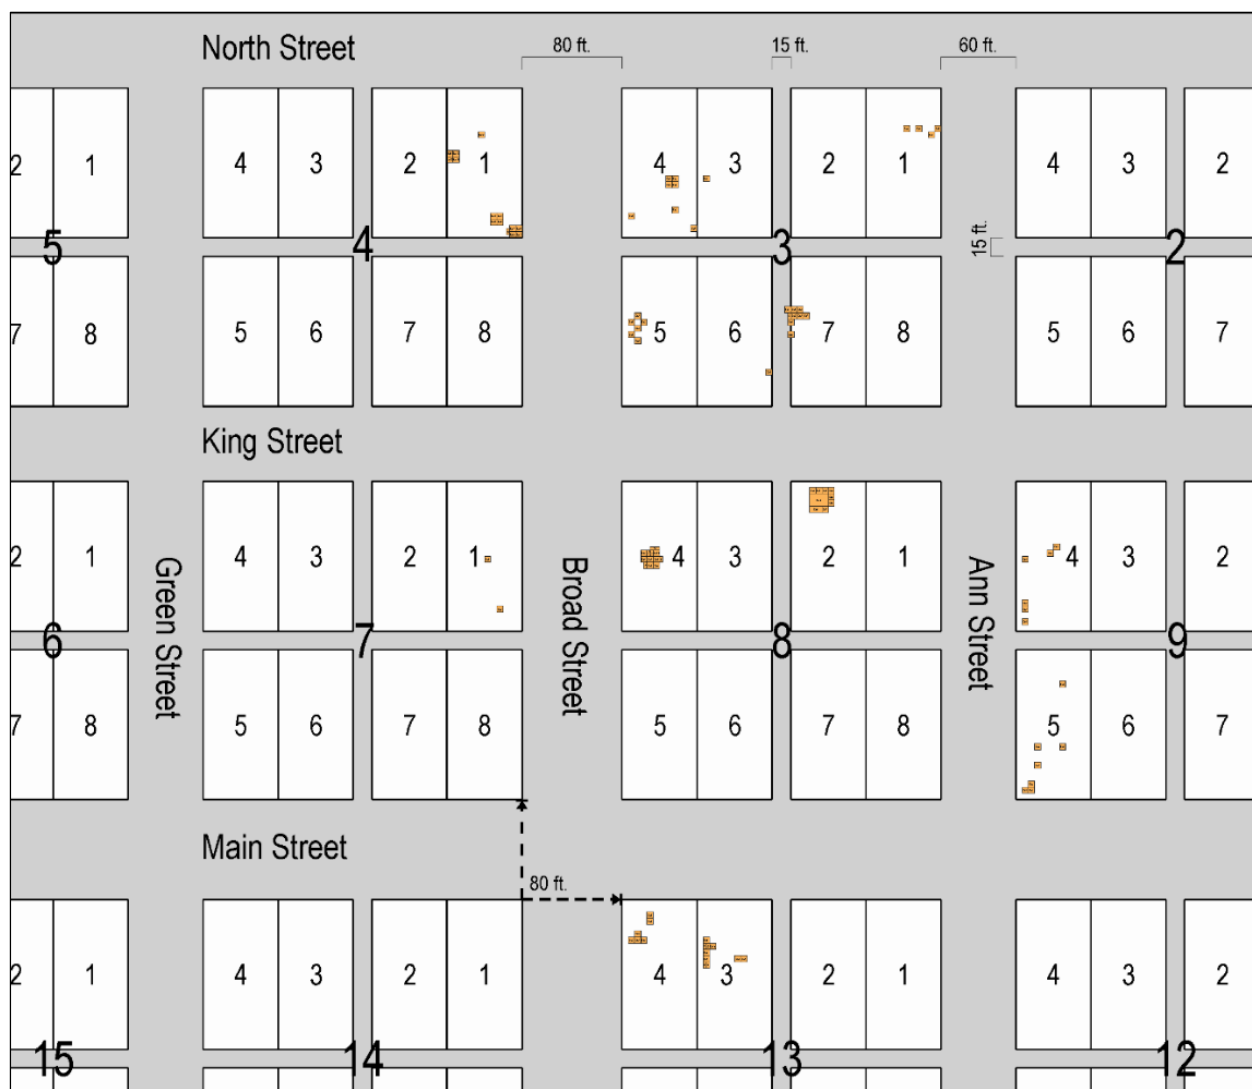 North Street
80 ft.
15 ft.
60 ft.
2 1 4 3 2 1 4 3 2 1 4 3 2
5 4 3 2
15 ft.
7 8 5 6 7 8 5 6 7 8 5 6 7
King Street
2 1 4 3 2 1 4 3 2 1 4 3 2
Green Street
Broad Street
Ann Street
6 7 8 9
7 8 5 6 7 8 5 6 7 8 5 6 7
Main Street
80 ft.
2 1 4 3 2 1 4 3 2 1 4 3 2
15 14 13 12